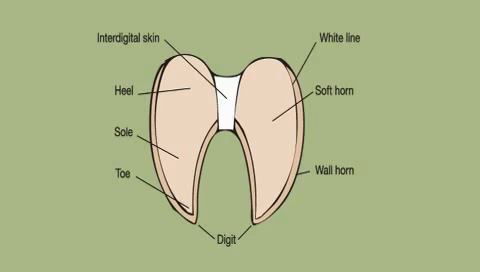 Interdigital skin
White line
Heel
Soft horn
Sole
Toe
Wall horn
Digit